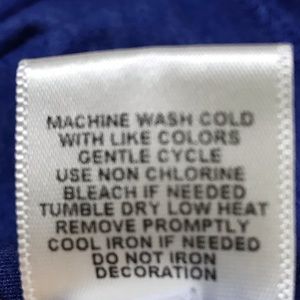 MACHINE WASH COLD
WITH LIKE COLORS
GENTLE CYCLE
USE NON CHLORINE
BLEACH IF NEEDED
TUMBLE DRY LOW HEAT
REMOVE PROMPTLY
COOL IRON IF NEEDED
DO NOT IRON
DECORATION